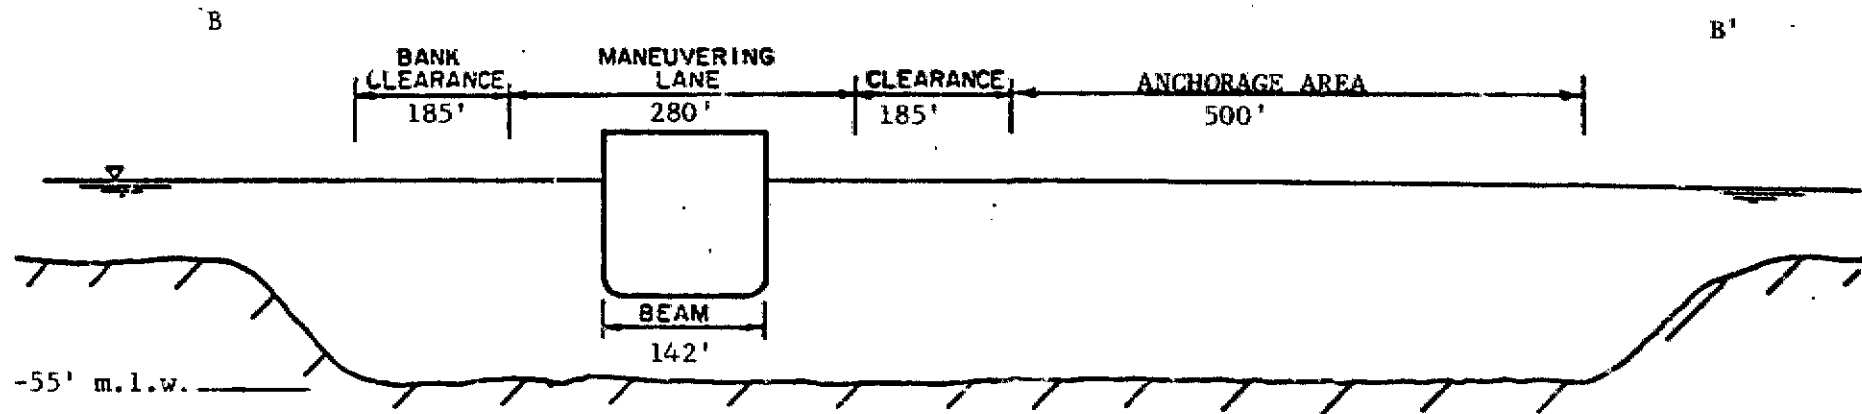 B
B'
BANK
CLEARANCE
185'
MANEUVERING
LANE
280'
CLEARANCE
185'
ANCHORAGE AREA
500'
BEAM
142'
-55' m.l.w.